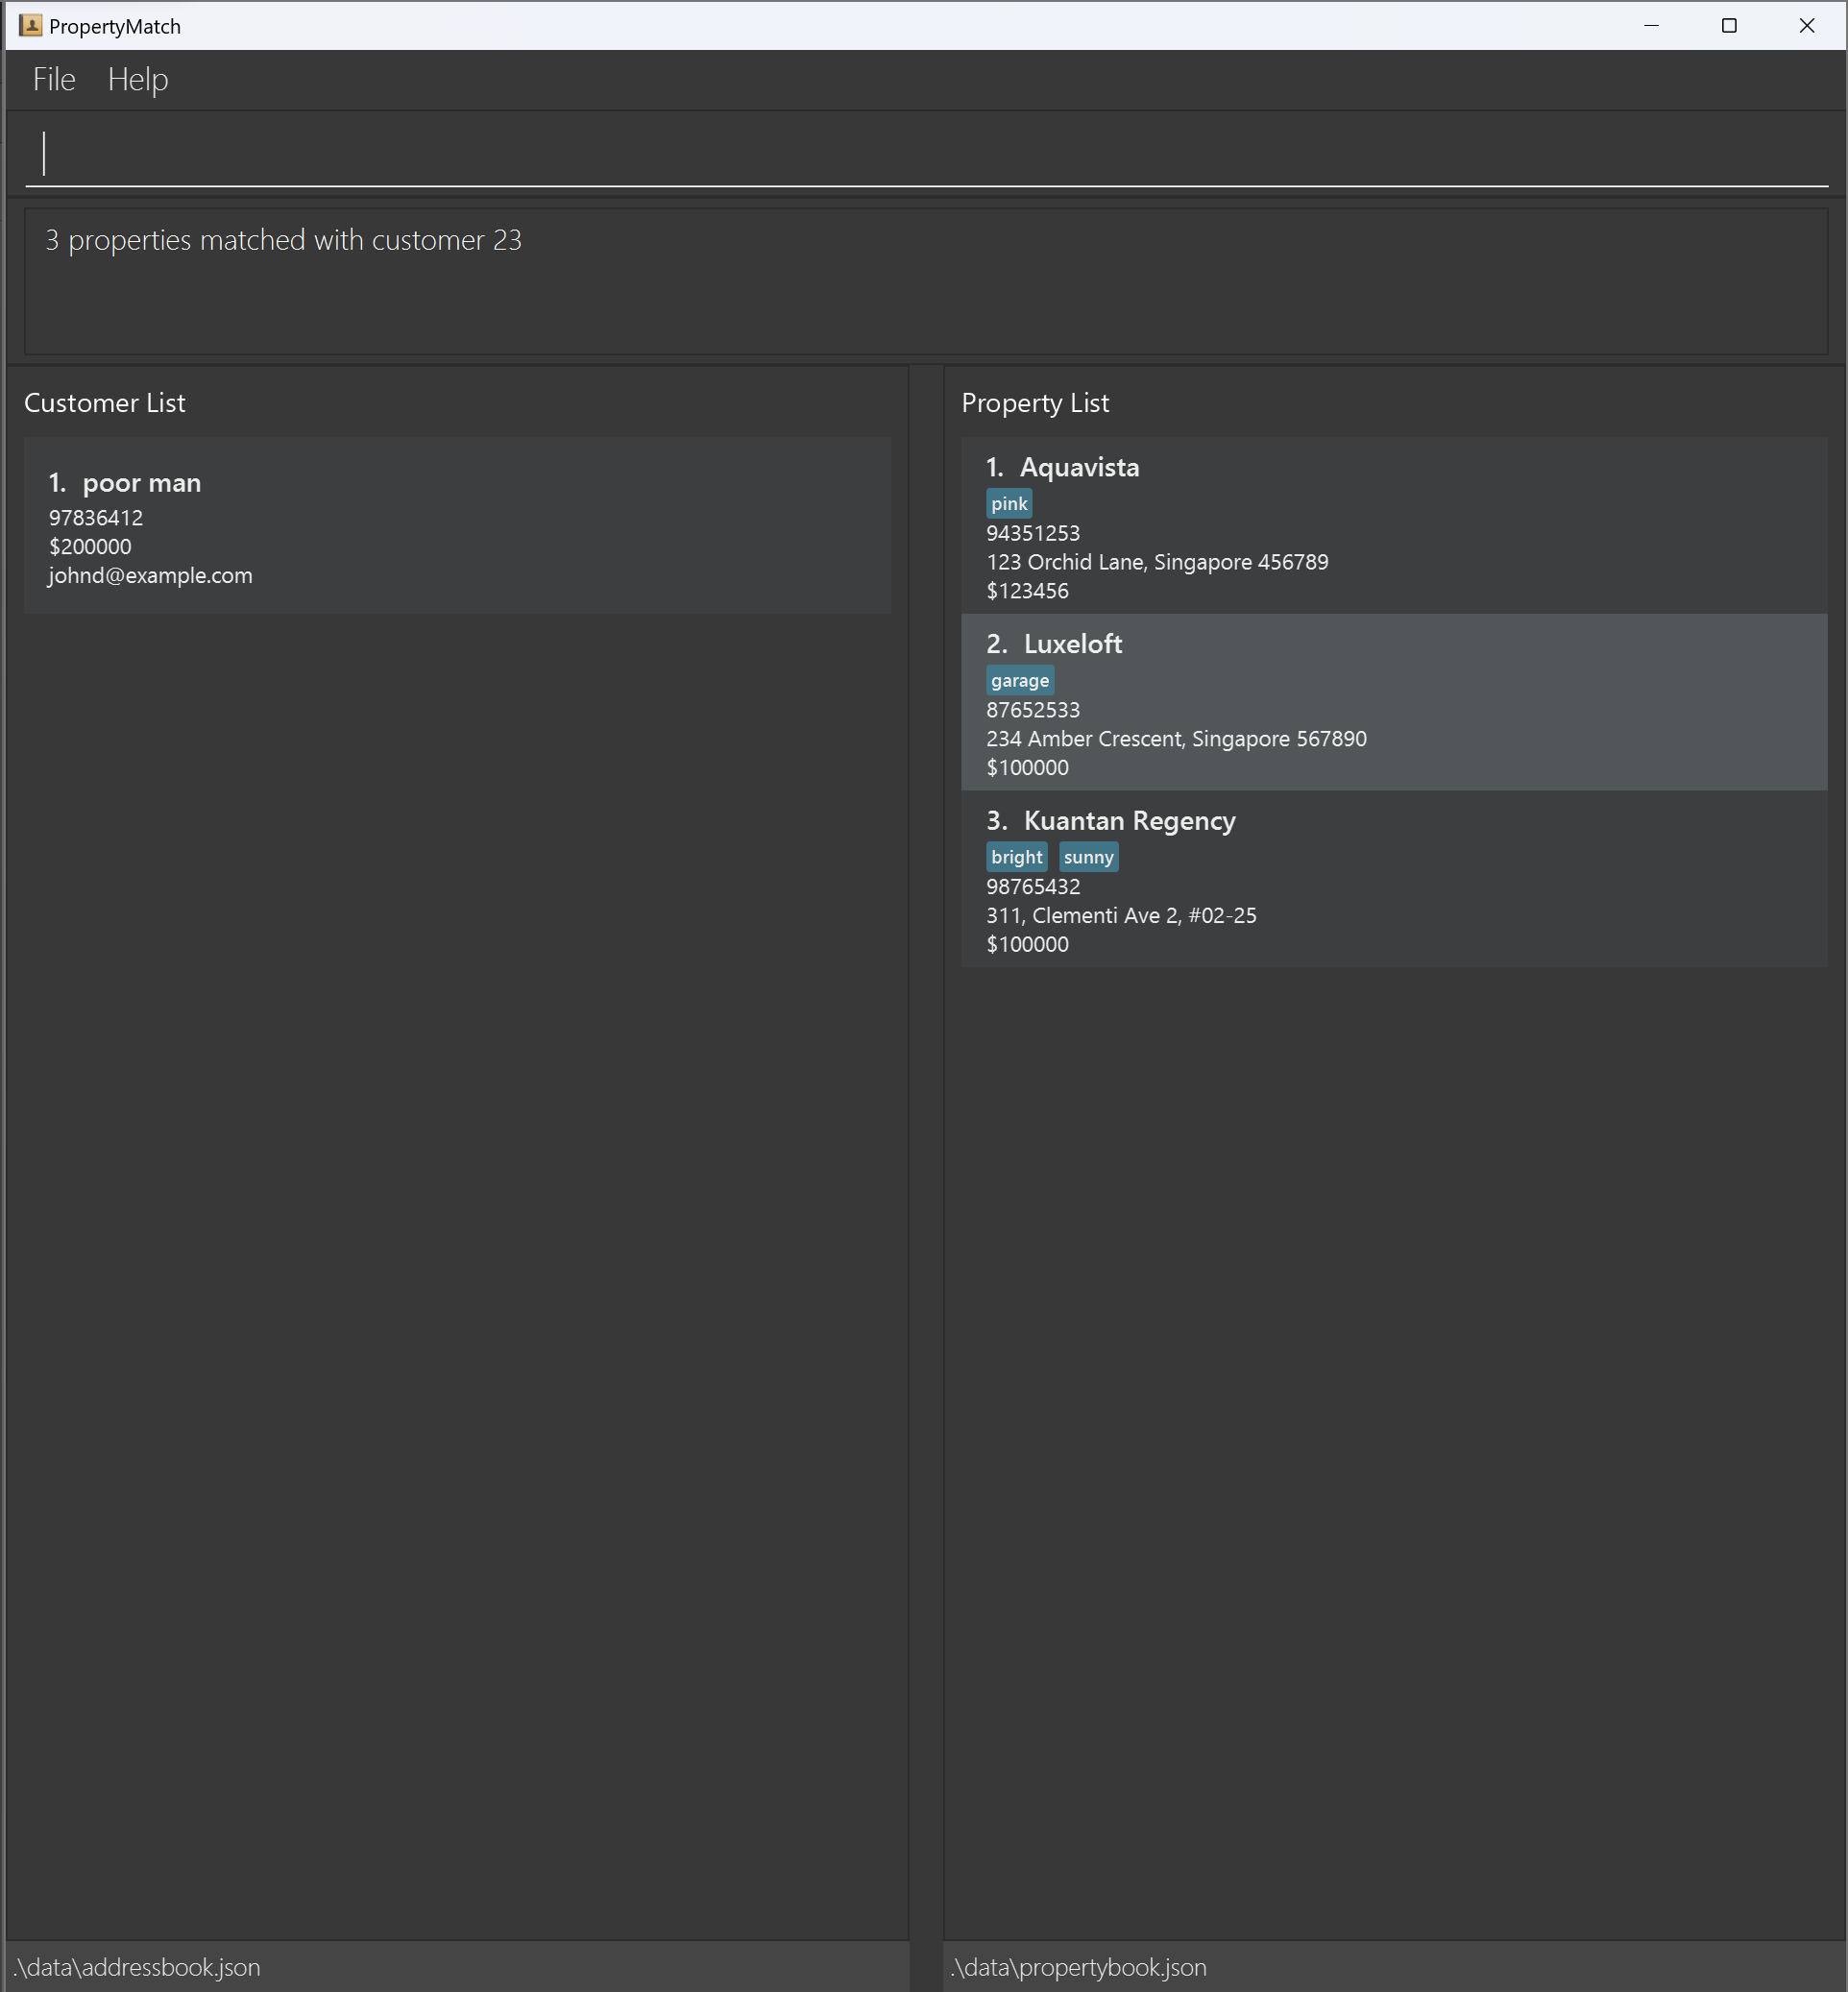 PropertyMatch
File Help
3 properties matched with customer 23
Customer List
1. poor man
97836412
$200000
johnd@example.com
Property List
1. Aquavista
pink
94351253
123 Orchid Lane, Singapore 456789
$123456
2. Luxeloft
garage
87652533
234 Amber Crescent, Singapore 567890
$100000
3. Kuantan Regency
bright sunny
98765432
311, Clementi Ave 2, #02-25
$100000
.\data\addressbook.json
.\data\propertybook.json